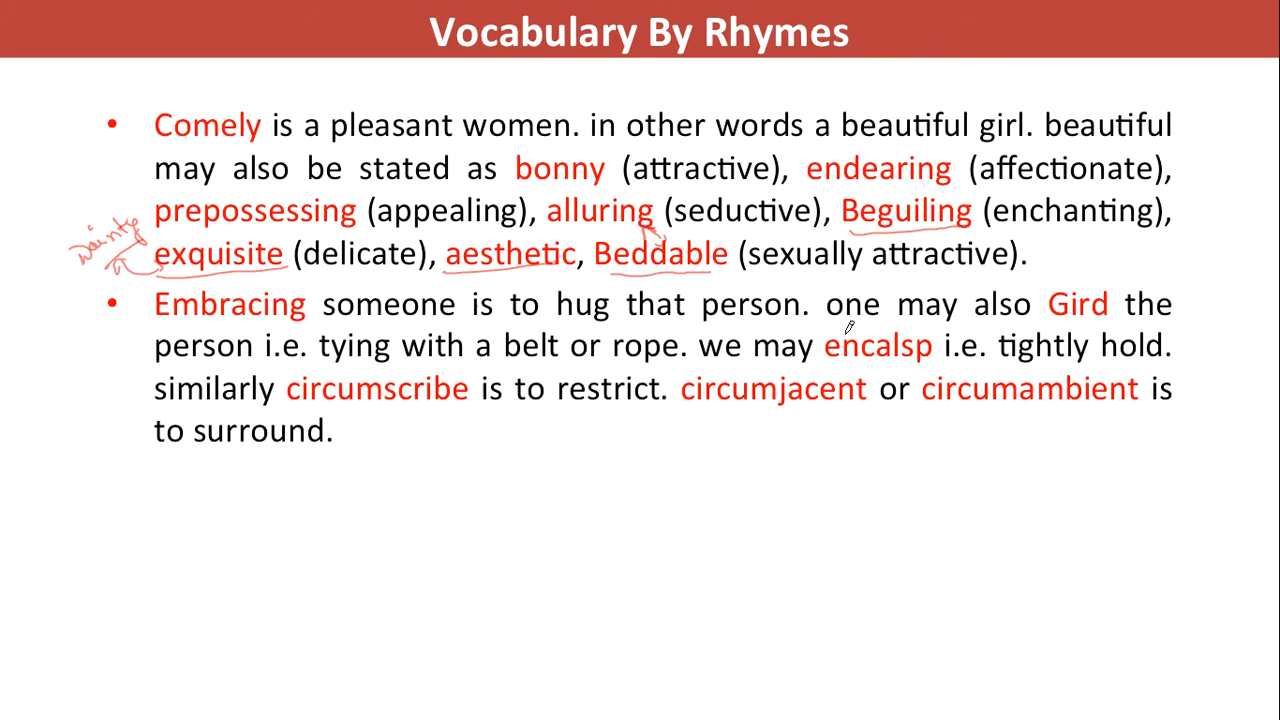 Vocabulary By Rhymes
• Comely is a pleasant women. in other words a beautiful girl. beautiful
may also be stated as bonny (attractive), endearing (affectionate),
prepossessing (appealing), alluring (seductive), Beguiling (enchanting),
exquisite (delicate), aesthetic, Beddable (sexually attractive).
• Embracing someone is to hug that person. one may also Gird the
person i.e. tying with a belt or rope. we may encalsp i.e. tightly hold.
similarly circumscribe is to restrict. circumjacent or circumambient is
to surround.